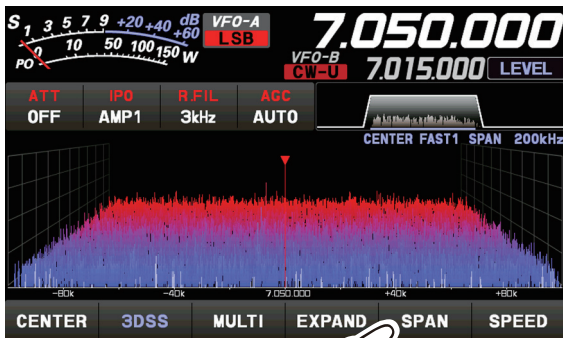 S 1 3 5 7 9 +20 +40 +60 dB
PO 0 10 50 100 150 W
VFO-A
LSB
7.050.000
VFO-B
CW-U
7.015.000
LEVEL
ATT IPO R.FIL AGC
OFF AMP1 3kHz AUTO
CENTER FAST1 SPAN 200kHz
-80k -40k 7.050.000 +40k +80k
CENTER 3DSS MULTI EXPAND SPAN SPEED